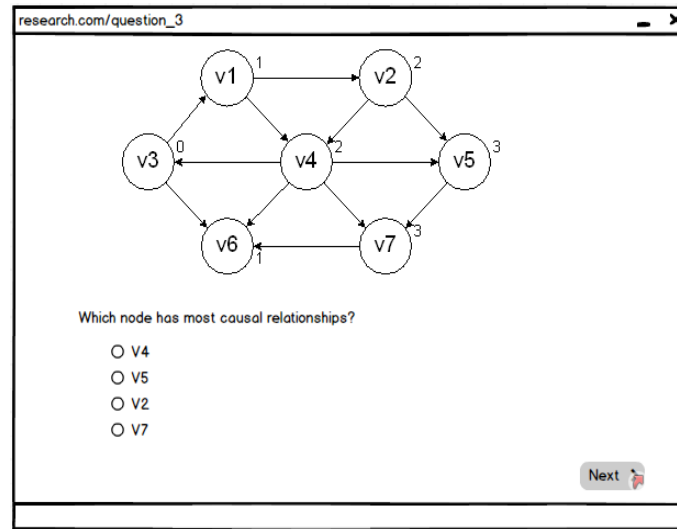 research.com/question_3
v1 1 v2 2
v3 0 v4 2 v5 3
v6 1 v7 3
Which node has most causal relationships?
V4
V5
V2
V7
Next